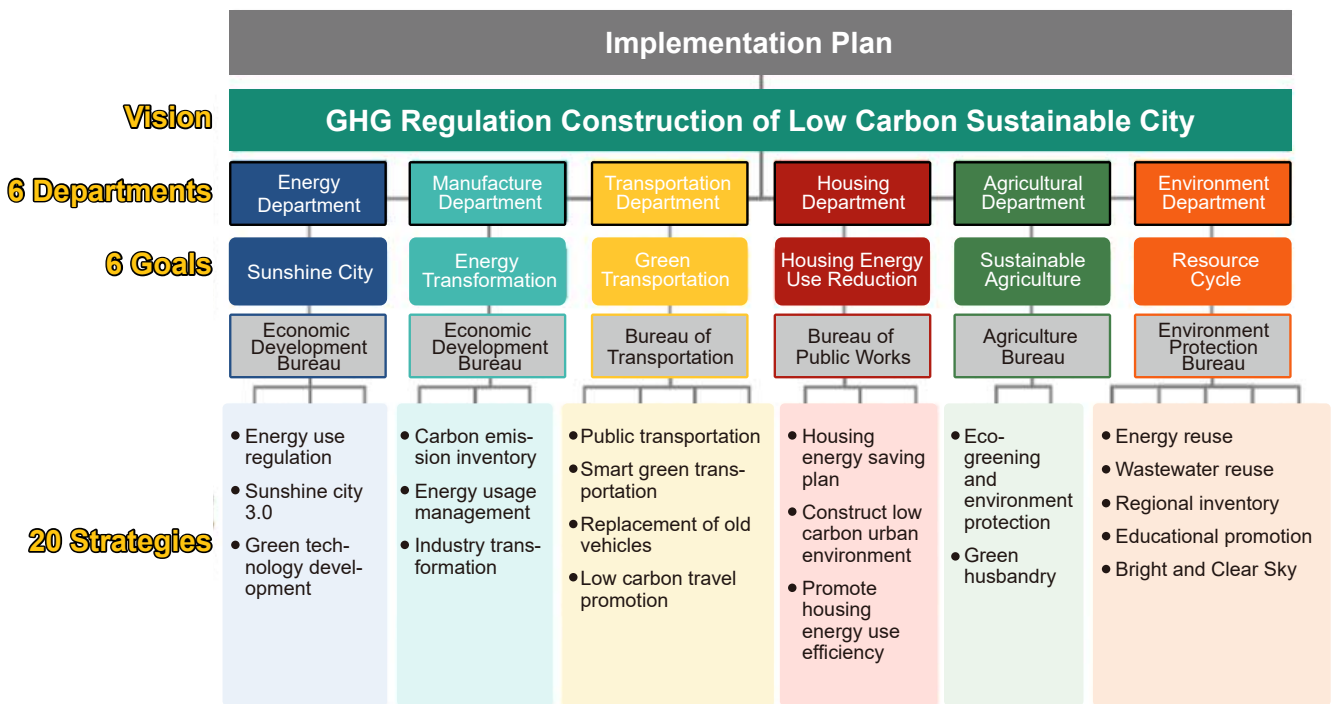 Implementation Plan
Vision
GHG Regulation Construction of Low Carbon Sustainable City
6 Departments
Energy
Department
Manufacture
Department
Transportation
Department
Housing
Department
Agricultural
Department
Environment
Department
6 Goals
Sunshine City
Energy
Transformation
Green
Transportation
Housing Energy
Use Reduction
Sustainable
Agriculture
Resource
Cycle
Economic
Development
Bureau
Economic
Development
Bureau
Bureau of
Transportation
Bureau of
Public Works
Agriculture
Bureau
Environment
Protection
Bureau
20 Strategies
• Energy use
regulation
• Sunshine city
3.0
• Green tech-
nology devel-
opment
• Carbon emis-
sion inventory
• Energy usage
management
• Industry trans-
formation
• Public transportation
• Smart green trans-
portation
• Replacement of old
vehicles
• Low carbon travel
promotion
• Housing
energy saving
plan
• Construct low
carbon urban
environment
• Promote
housing
energy use
efficiency
• Eco-
greening
and
environment
protection
• Green
husbandry
• Energy reuse
• Wastewater reuse
• Regional inventory
• Educational promotion
• Bright and Clear Sky